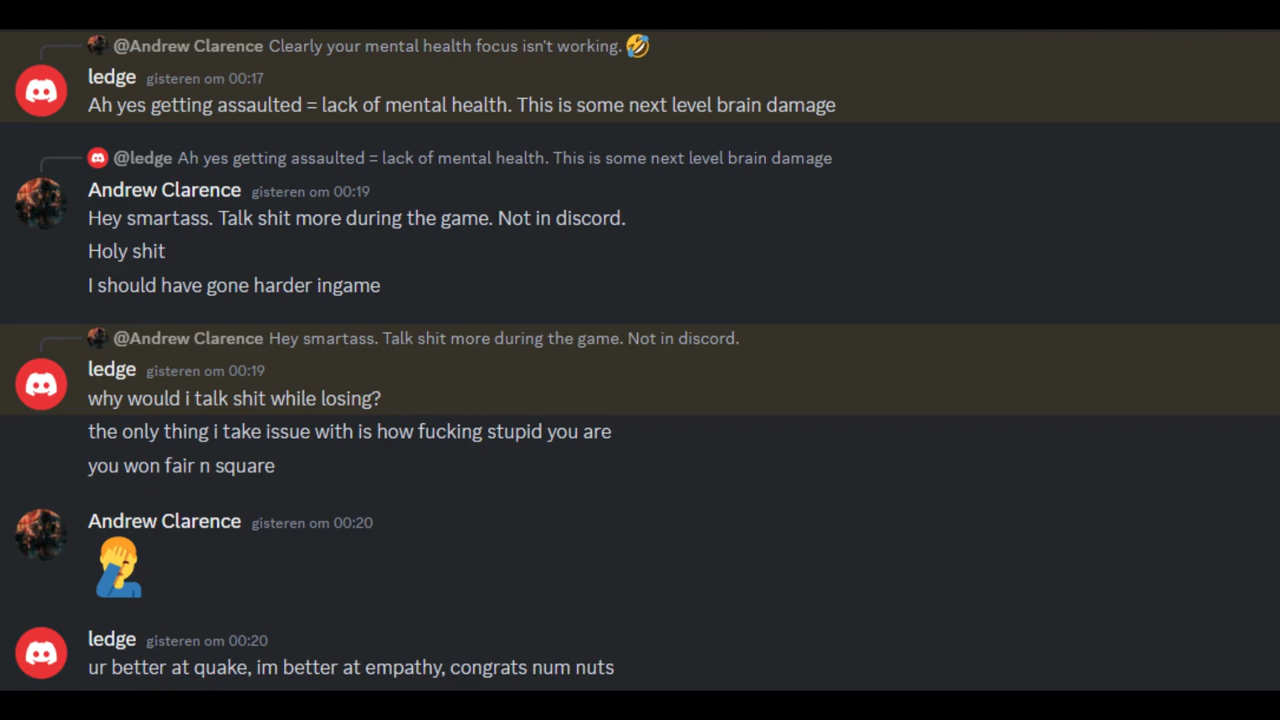 @Andrew Clarence Clearly your mental health focus isn't working. 🤣
ledge gisteren om 00:17
Ah yes getting assaulted = lack of mental health. This is some next level brain damage
@ledge Ah yes getting assaulted = lack of mental health. This is some next level brain damage
Andrew Clarence gisteren om 00:19
Hey smartass. Talk shit more during the game. Not in discord.
Holy shit
I should have gone harder ingame
@Andrew Clarence Hey smartass. Talk shit more during the game. Not in discord.
ledge gisteren om 00:19
why would i talk shit while losing?
the only thing i take issue with is how fucking stupid you are
you won fair n square
Andrew Clarence gisteren om 00:20
ledge gisteren om 00:20
ur better at quake, im better at empathy, congrats num nuts